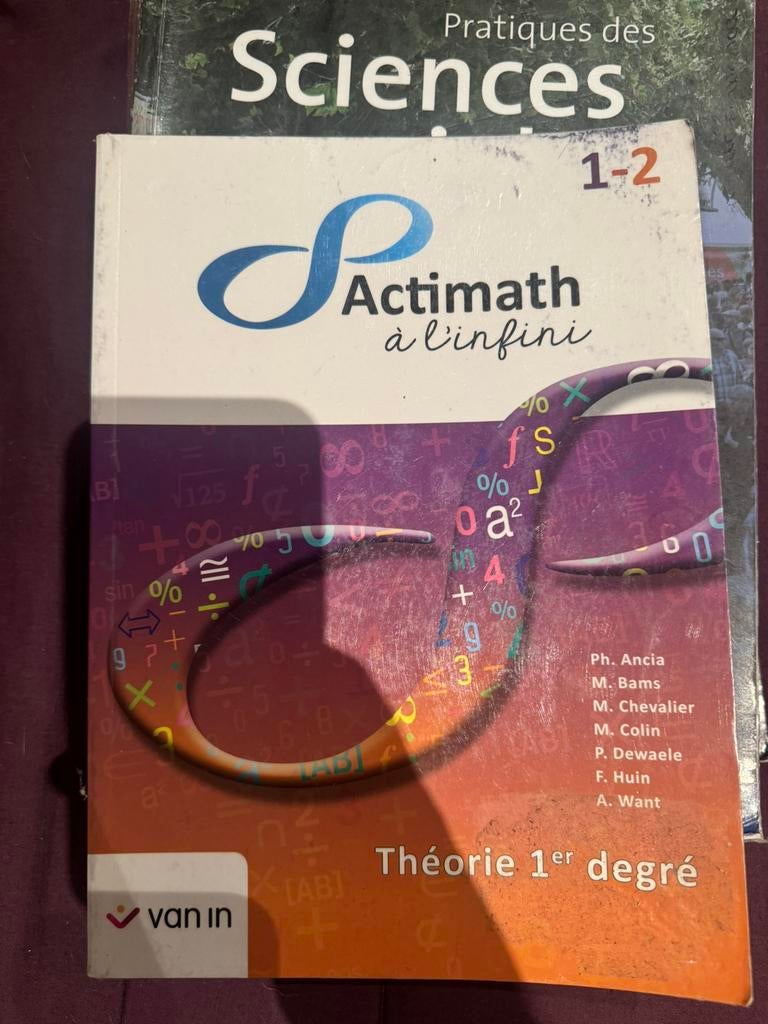 Pratiques des
Sciences
1-2
Actimath
à l'infini
Ph. Ancia
M. Bams
M. Chevalier
M. Colin
P. Dewaele
F. Huin
A. Want
Théorie 1er degré
van in